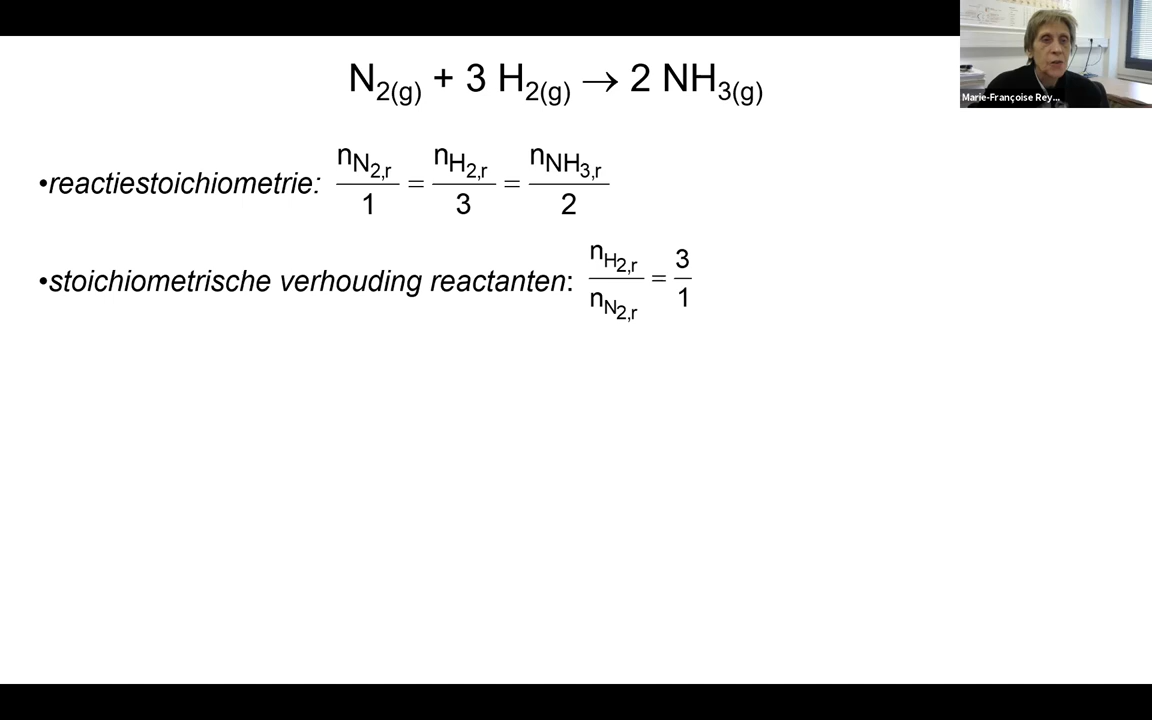 N2(g) + 3 H2(g) → 2 NH3(g)
Marie-Françoise Rey...
•reactiestoichiometrie: nN2,r / 1 = nH2,r / 3 = nNH3,r / 2
•stoichiometrische verhouding reactanten: nH2,r / nN2,r = 3 / 1